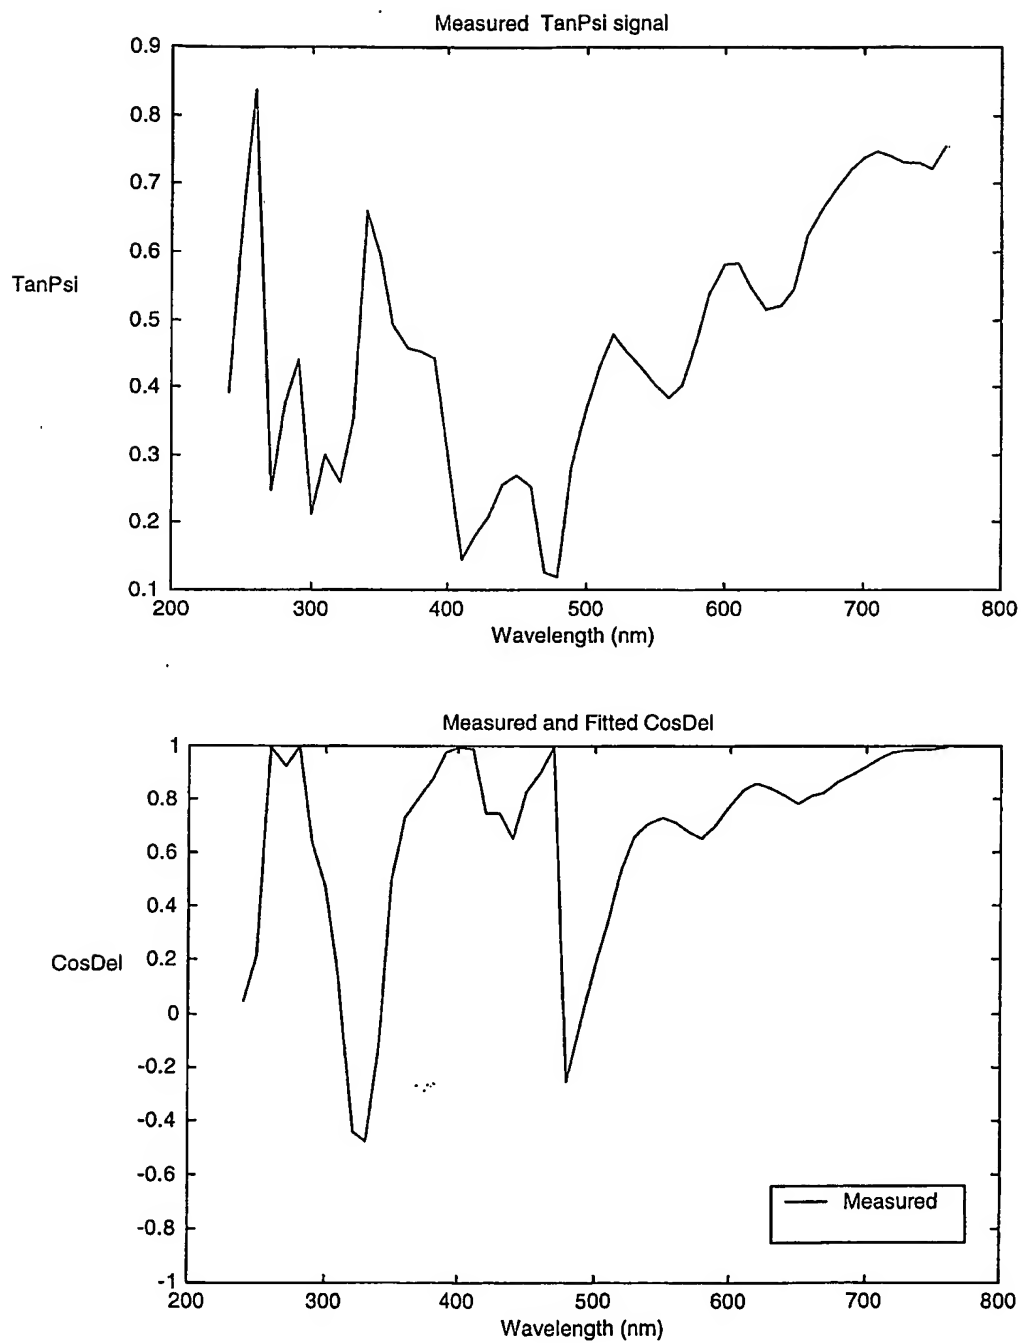 Measured TanPsi signal
0.9
0.8
0.7
0.6
TanPsi
0.5
0.4
0.3
0.2
0.1
200 300 400 500 600 700 800
Wavelength (nm)
Measured and Fitted CosDel
1
0.8
0.6
0.4
CosDel 0.2
0
-0.2
-0.4
-0.6
-0.8
-1
Measured
200 300 400 500 600 700 800
Wavelength (nm)